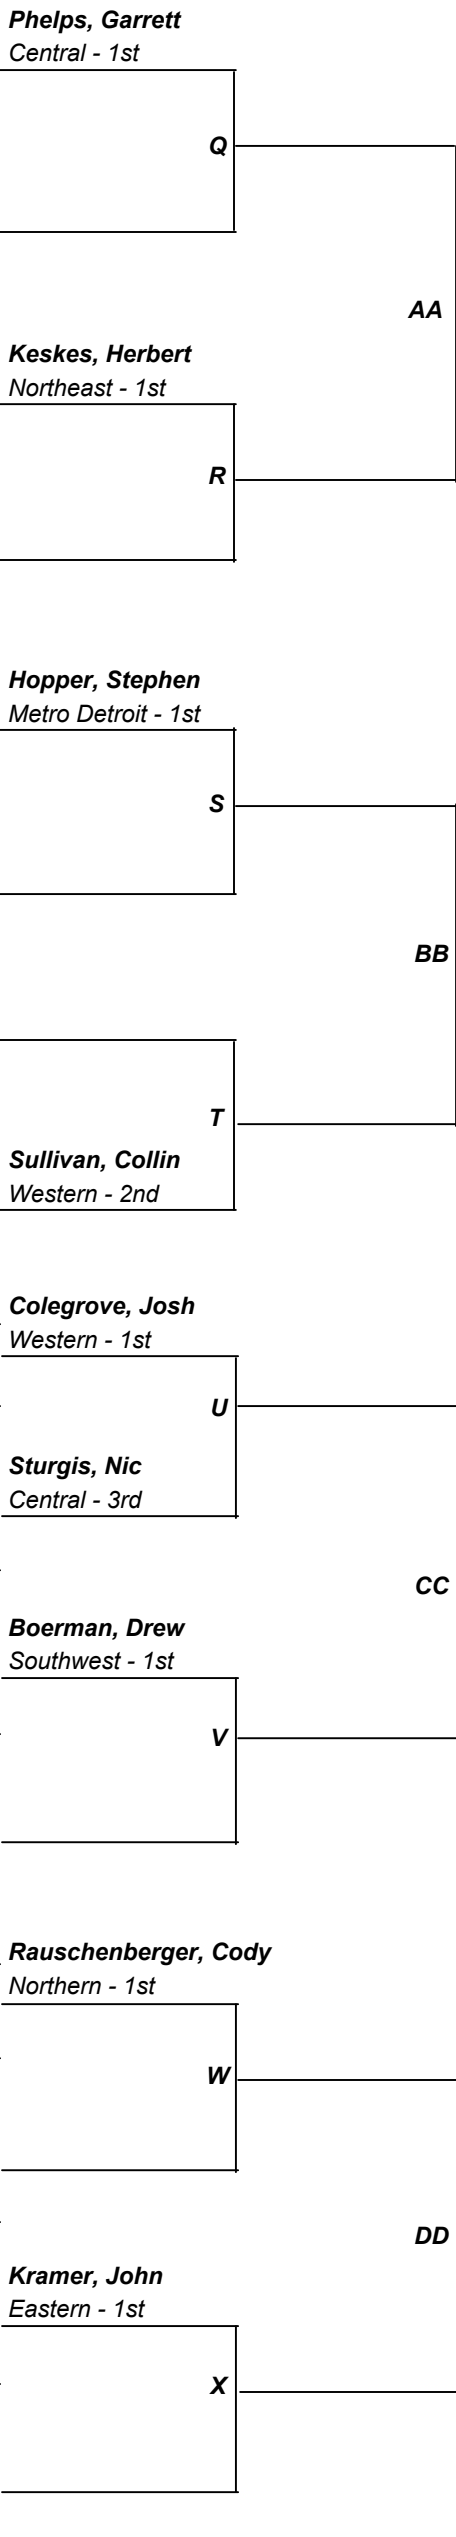 Phelps, Garrett
Central - 1st
Q
AA
Keskes, Herbert
Northeast - 1st
R
Hopper, Stephen
Metro Detroit - 1st
S
BB
T
Sullivan, Collin
Western - 2nd
Colegrove, Josh
Western - 1st
U
Sturgis, Nic
Central - 3rd
CC
Boerman, Drew
Southwest - 1st
V
Rauschenberger, Cody
Northern - 1st
W
DD
Kramer, John
Eastern - 1st
X